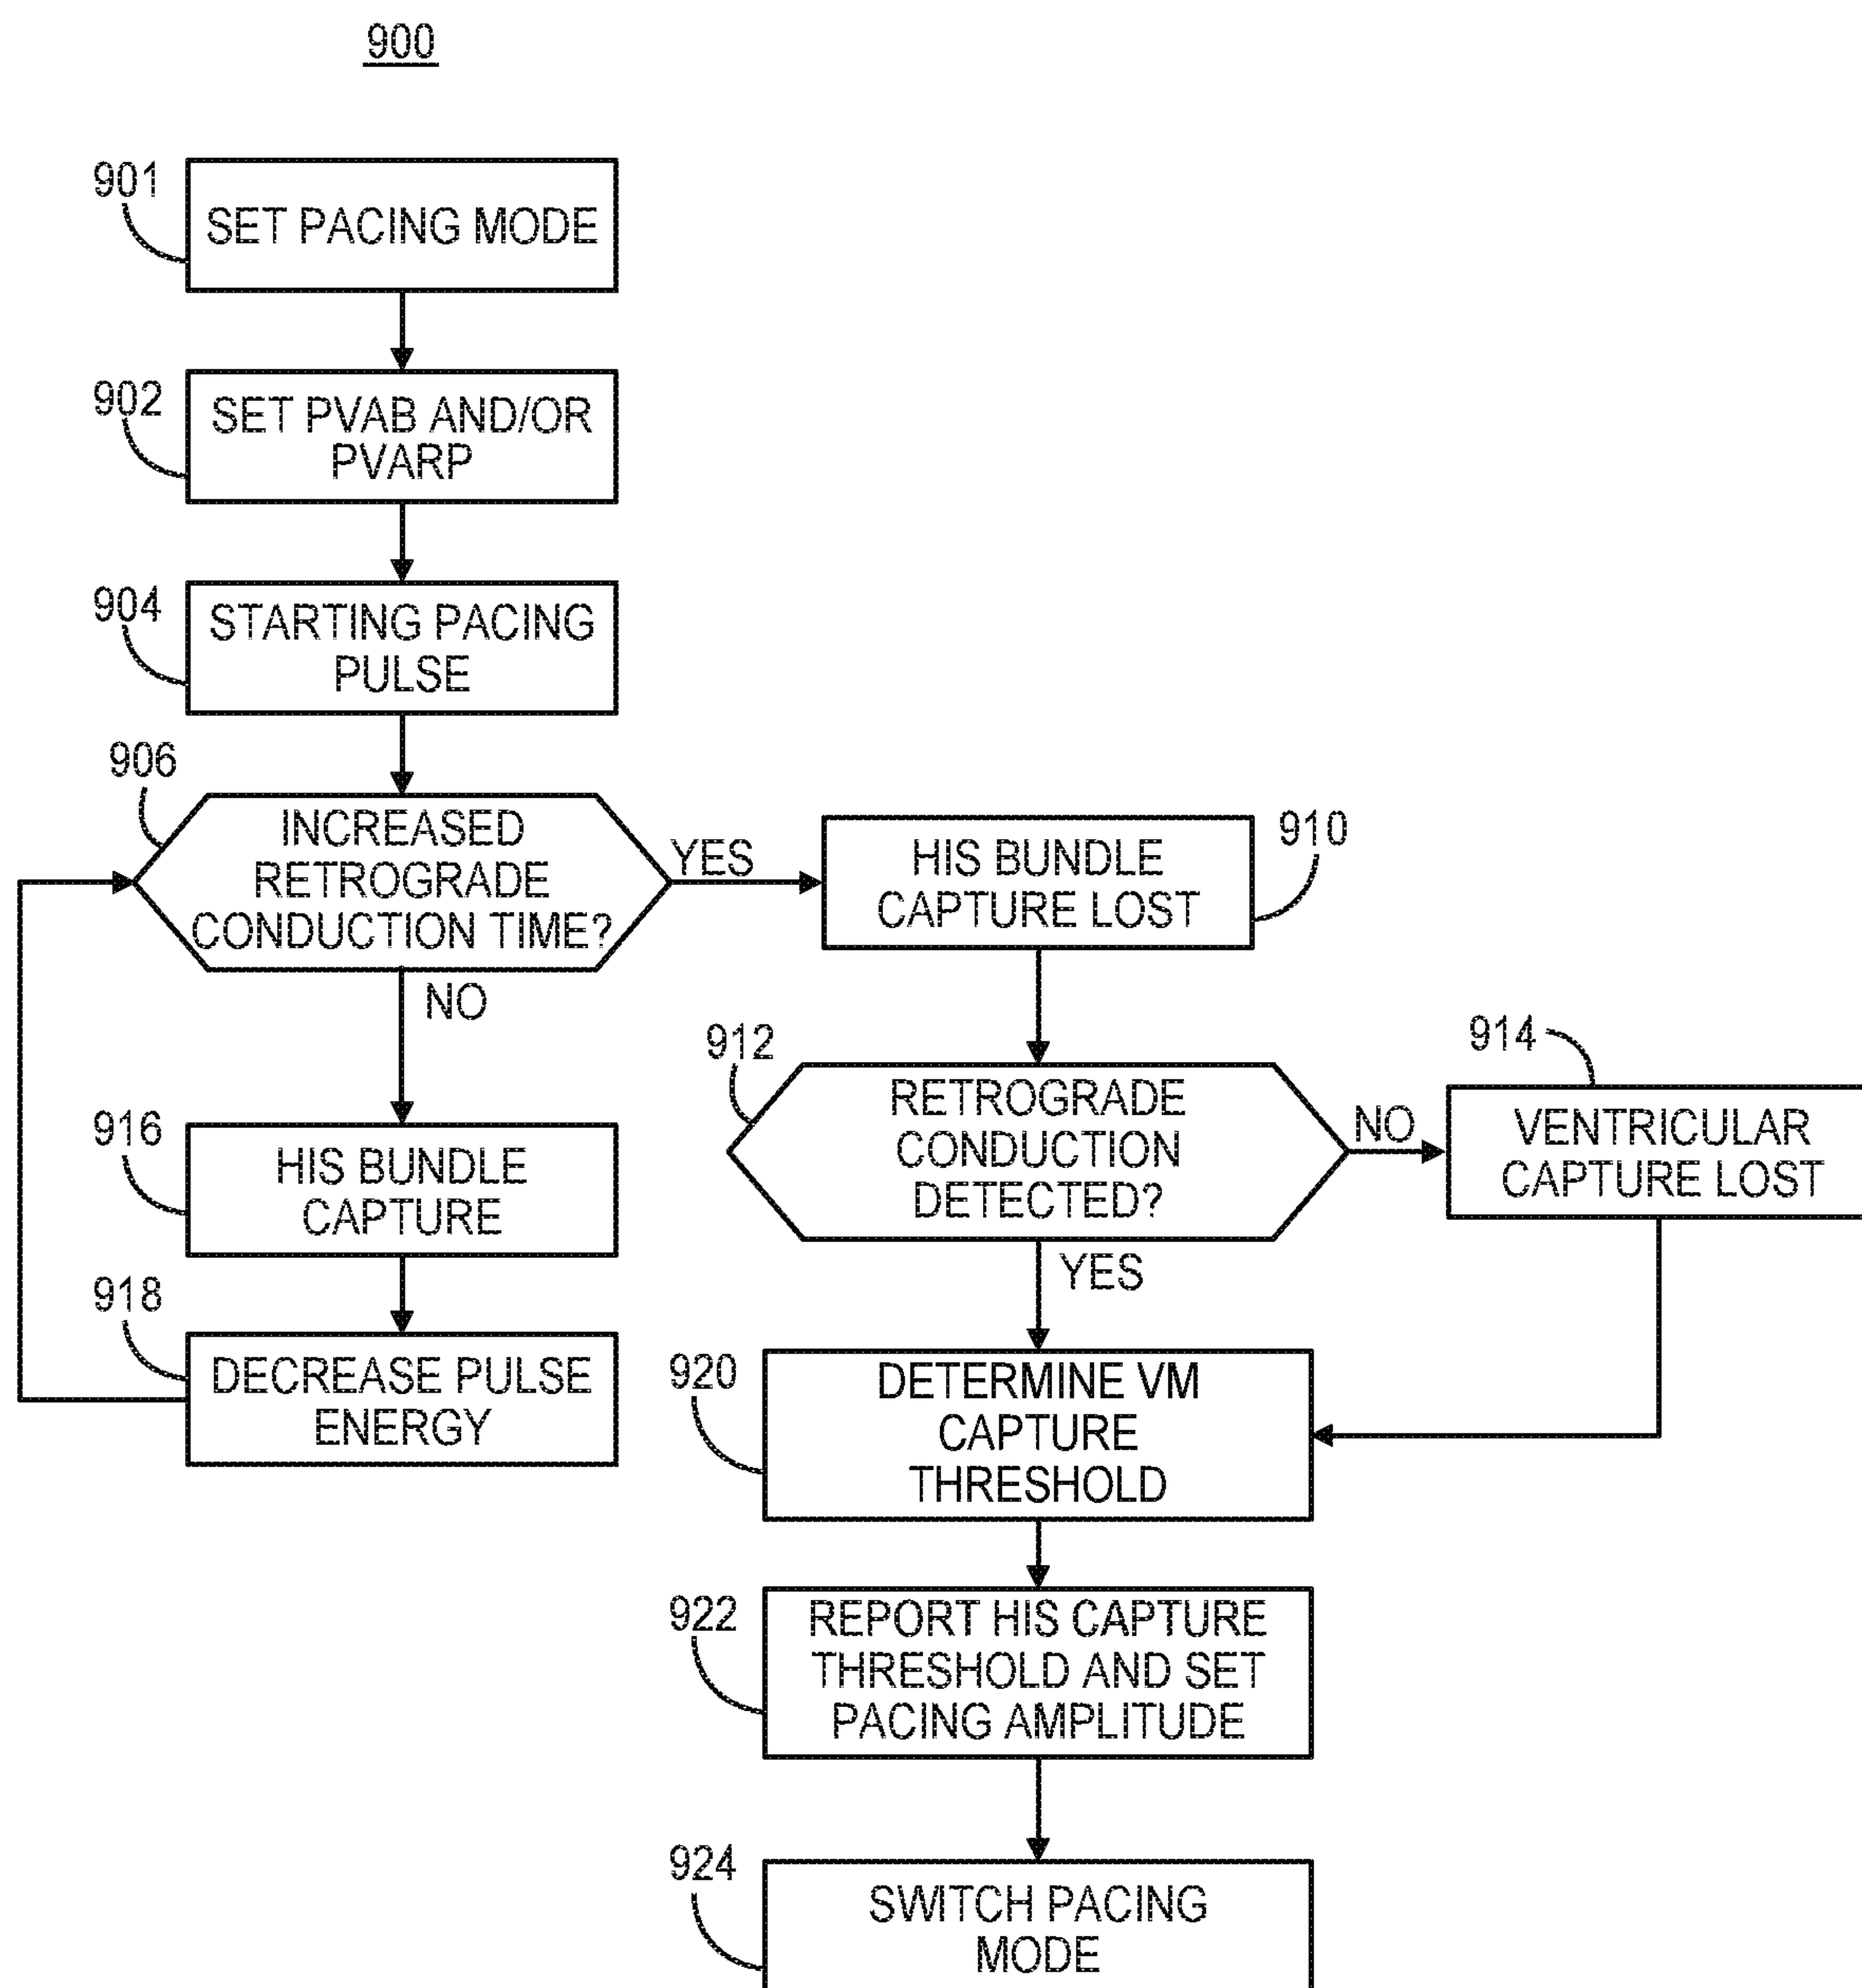 900
901
SET PACING MODE
902
SET PVAB AND/OR
PVARP
904
STARTING PACING
PULSE
906
INCREASED
RETROGRADE
CONDUCTION TIME?
YES
NO
910
HIS BUNDLE
CAPTURE LOST
912
RETROGRADE
CONDUCTION
DETECTED?
NO
YES
914
VENTRICULAR
CAPTURE LOST
916
HIS BUNDLE
CAPTURE
918
DECREASE PULSE
ENERGY
920
DETERMINE VM
CAPTURE
THRESHOLD
922
REPORT HIS CAPTURE
THRESHOLD AND SET
PACING AMPLITUDE
924
SWITCH PACING
MODE